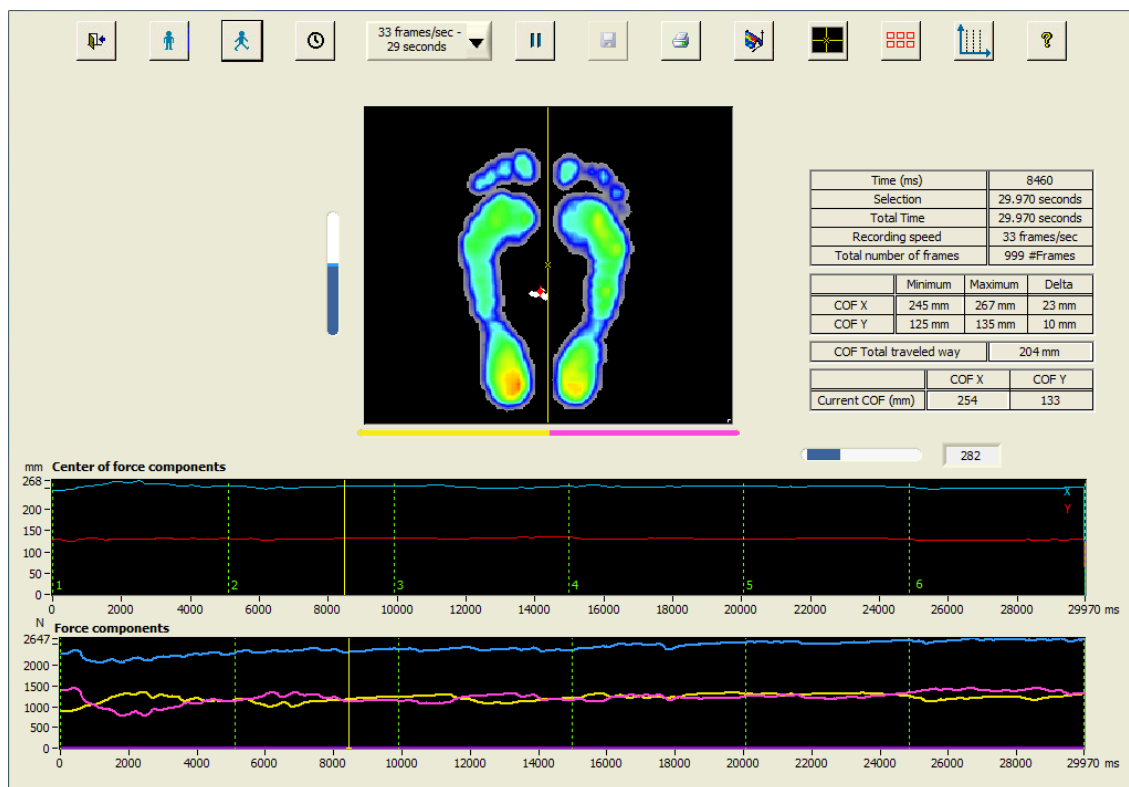 33 frames/sec -
29 seconds
?
Time (ms) 8460
Selection 29.970 seconds
Total Time 29.970 seconds
Recording speed 33 frames/sec
Total number of frames 999 #Frames
Minimum Maximum Delta
COF X 245 mm 267 mm 23 mm
COF Y 125 mm 135 mm 10 mm
COF Total traveled way 204 mm
COF X COF Y
Current COF (mm) 254 133
282
mm Center of force components
268
200
150
100
50
0
X
Y
1 2 3 4 5 6
0 2000 4000 6000 8000 10000 12000 14000 16000 18000 20000 22000 24000 26000 28000 29970 ms
N Force components
2647
2000
1500
1000
500
0
0 2000 4000 6000 8000 10000 12000 14000 16000 18000 20000 22000 24000 26000 28000 29970 ms